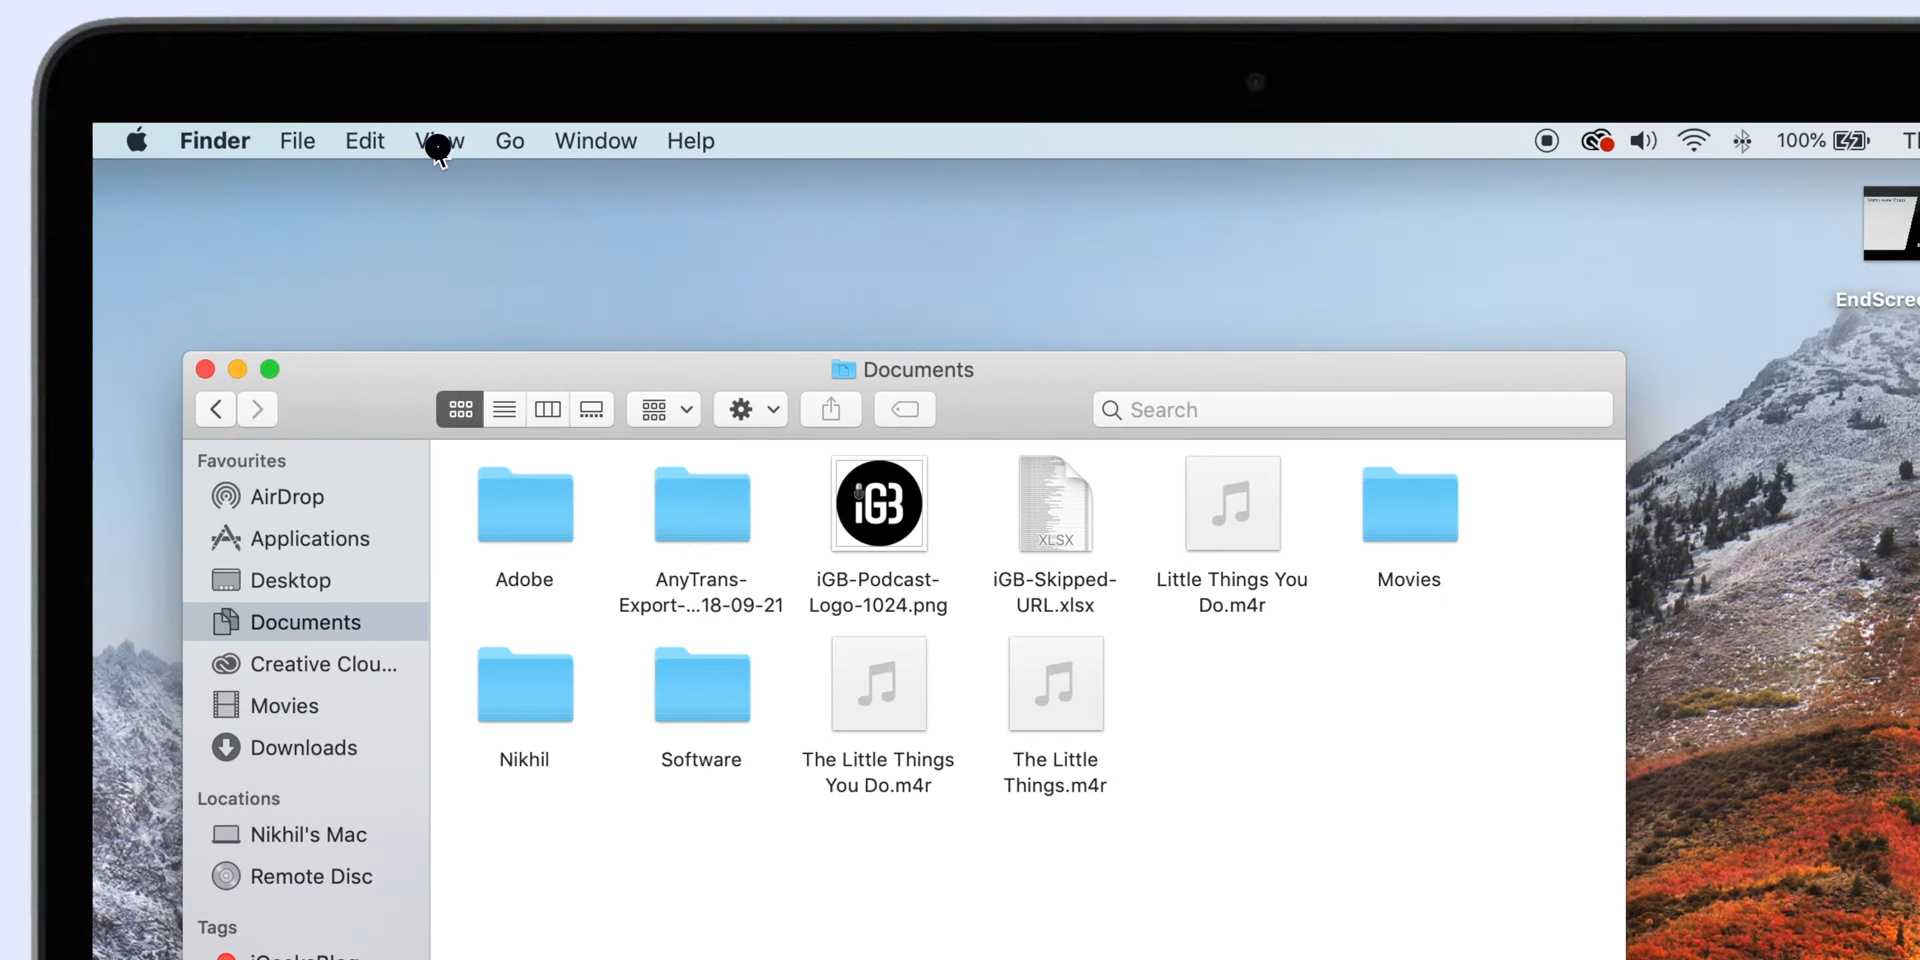 Finder File Edit View Go Window Help 100%
Documents
Search
Favourites
AirDrop
Applications
Desktop
Documents
Creative Clou...
Movies
Downloads
Locations
Nikhil's Mac
Remote Disc
Tags
Adobe
AnyTrans-
Export-...18-09-21
iGB
iGB-Podcast-
Logo-1024.png
XLSX
iGB-Skipped-
URL.xlsx
Little Things You
Do.m4r
Movies
Nikhil
Software
The Little Things
You Do.m4r
The Little
Things.m4r
EndScree